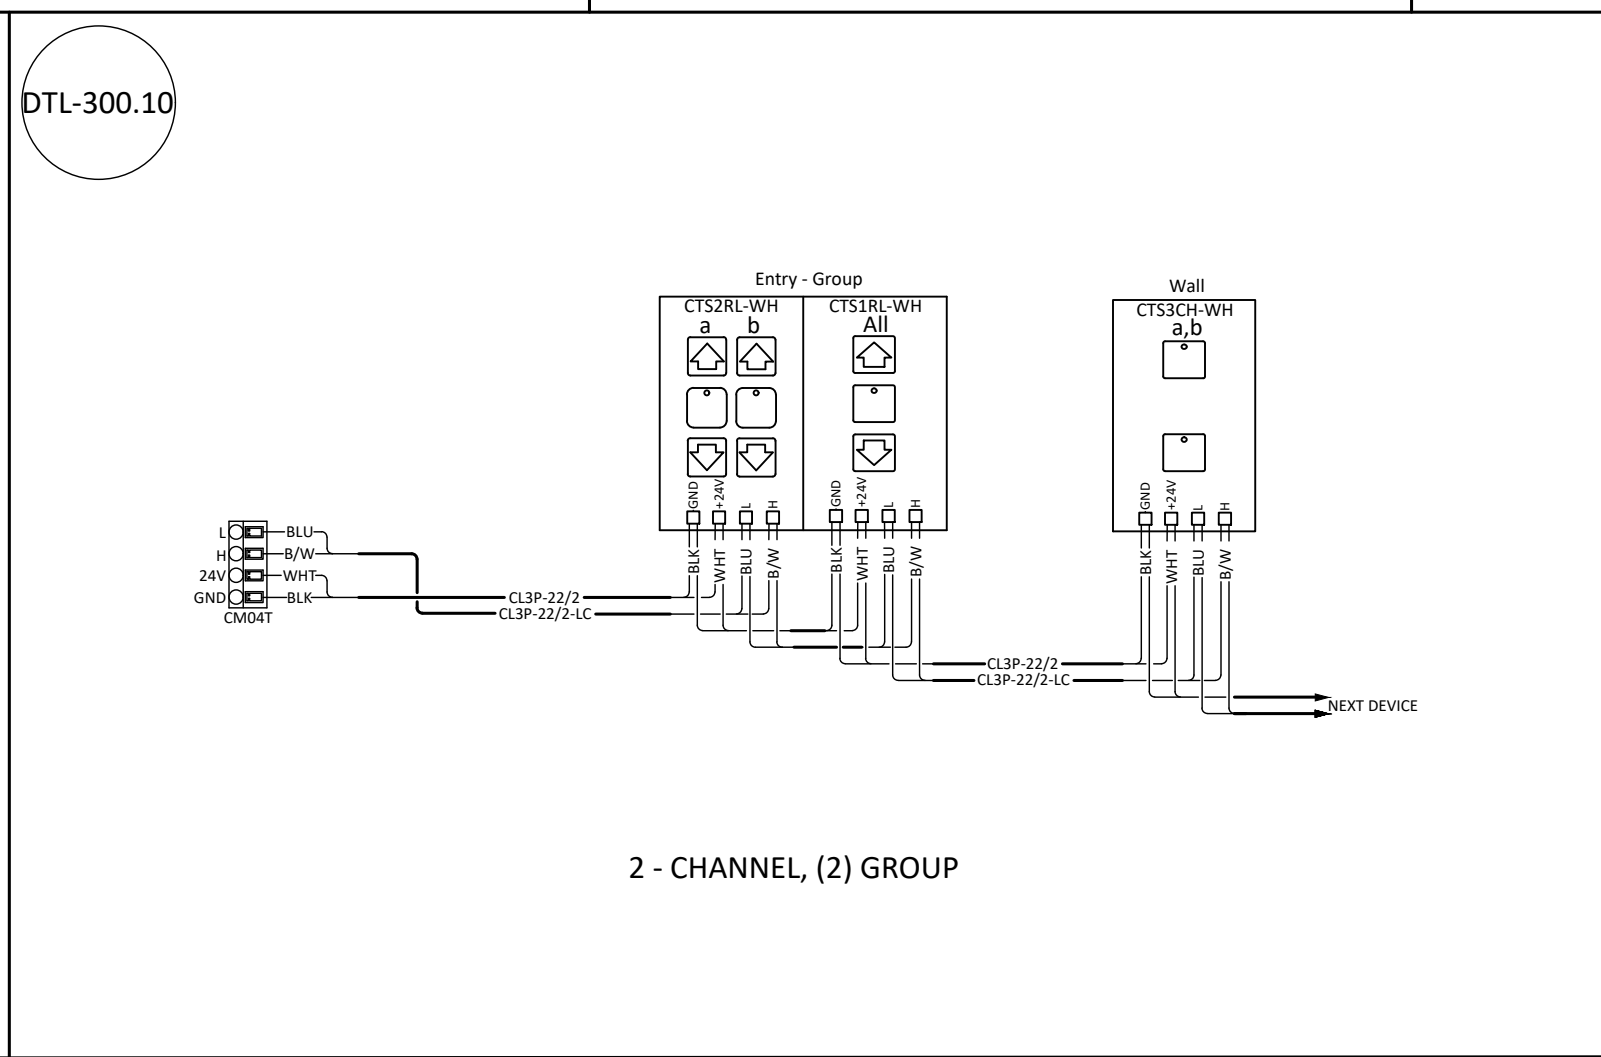 DTL-300.10
Entry - Group
CTS2RL-WH
a b
CTS1RL-WH
All
Wall
CTS3CH-WH
a,b
GND +24V L H
GND +24V L H
GND +24V L H
BLK WHT BLU B/W
BLK WHT BLU B/W
BLK WHT BLU B/W
L BLU
H B/W
24V WHT
GND BLK
CM04T
CL3P-22/2
CL3P-22/2-LC
CL3P-22/2
CL3P-22/2-LC
NEXT DEVICE
2 - CHANNEL, (2) GROUP